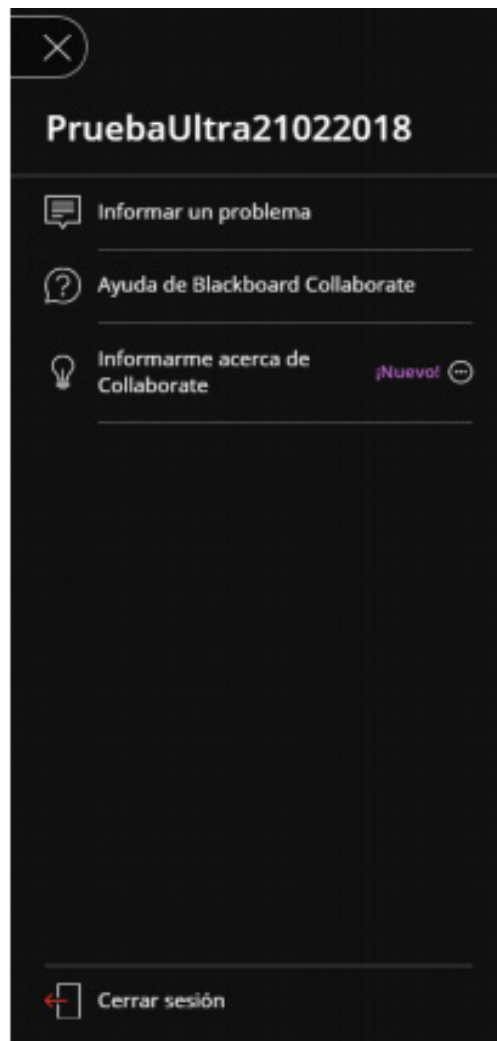 PruebaUltra21022018
Informar un problema
Ayuda de Blackboard Collaborate
Informarme acerca de
Collaborate
¡Nuevo!
Cerrar sesión